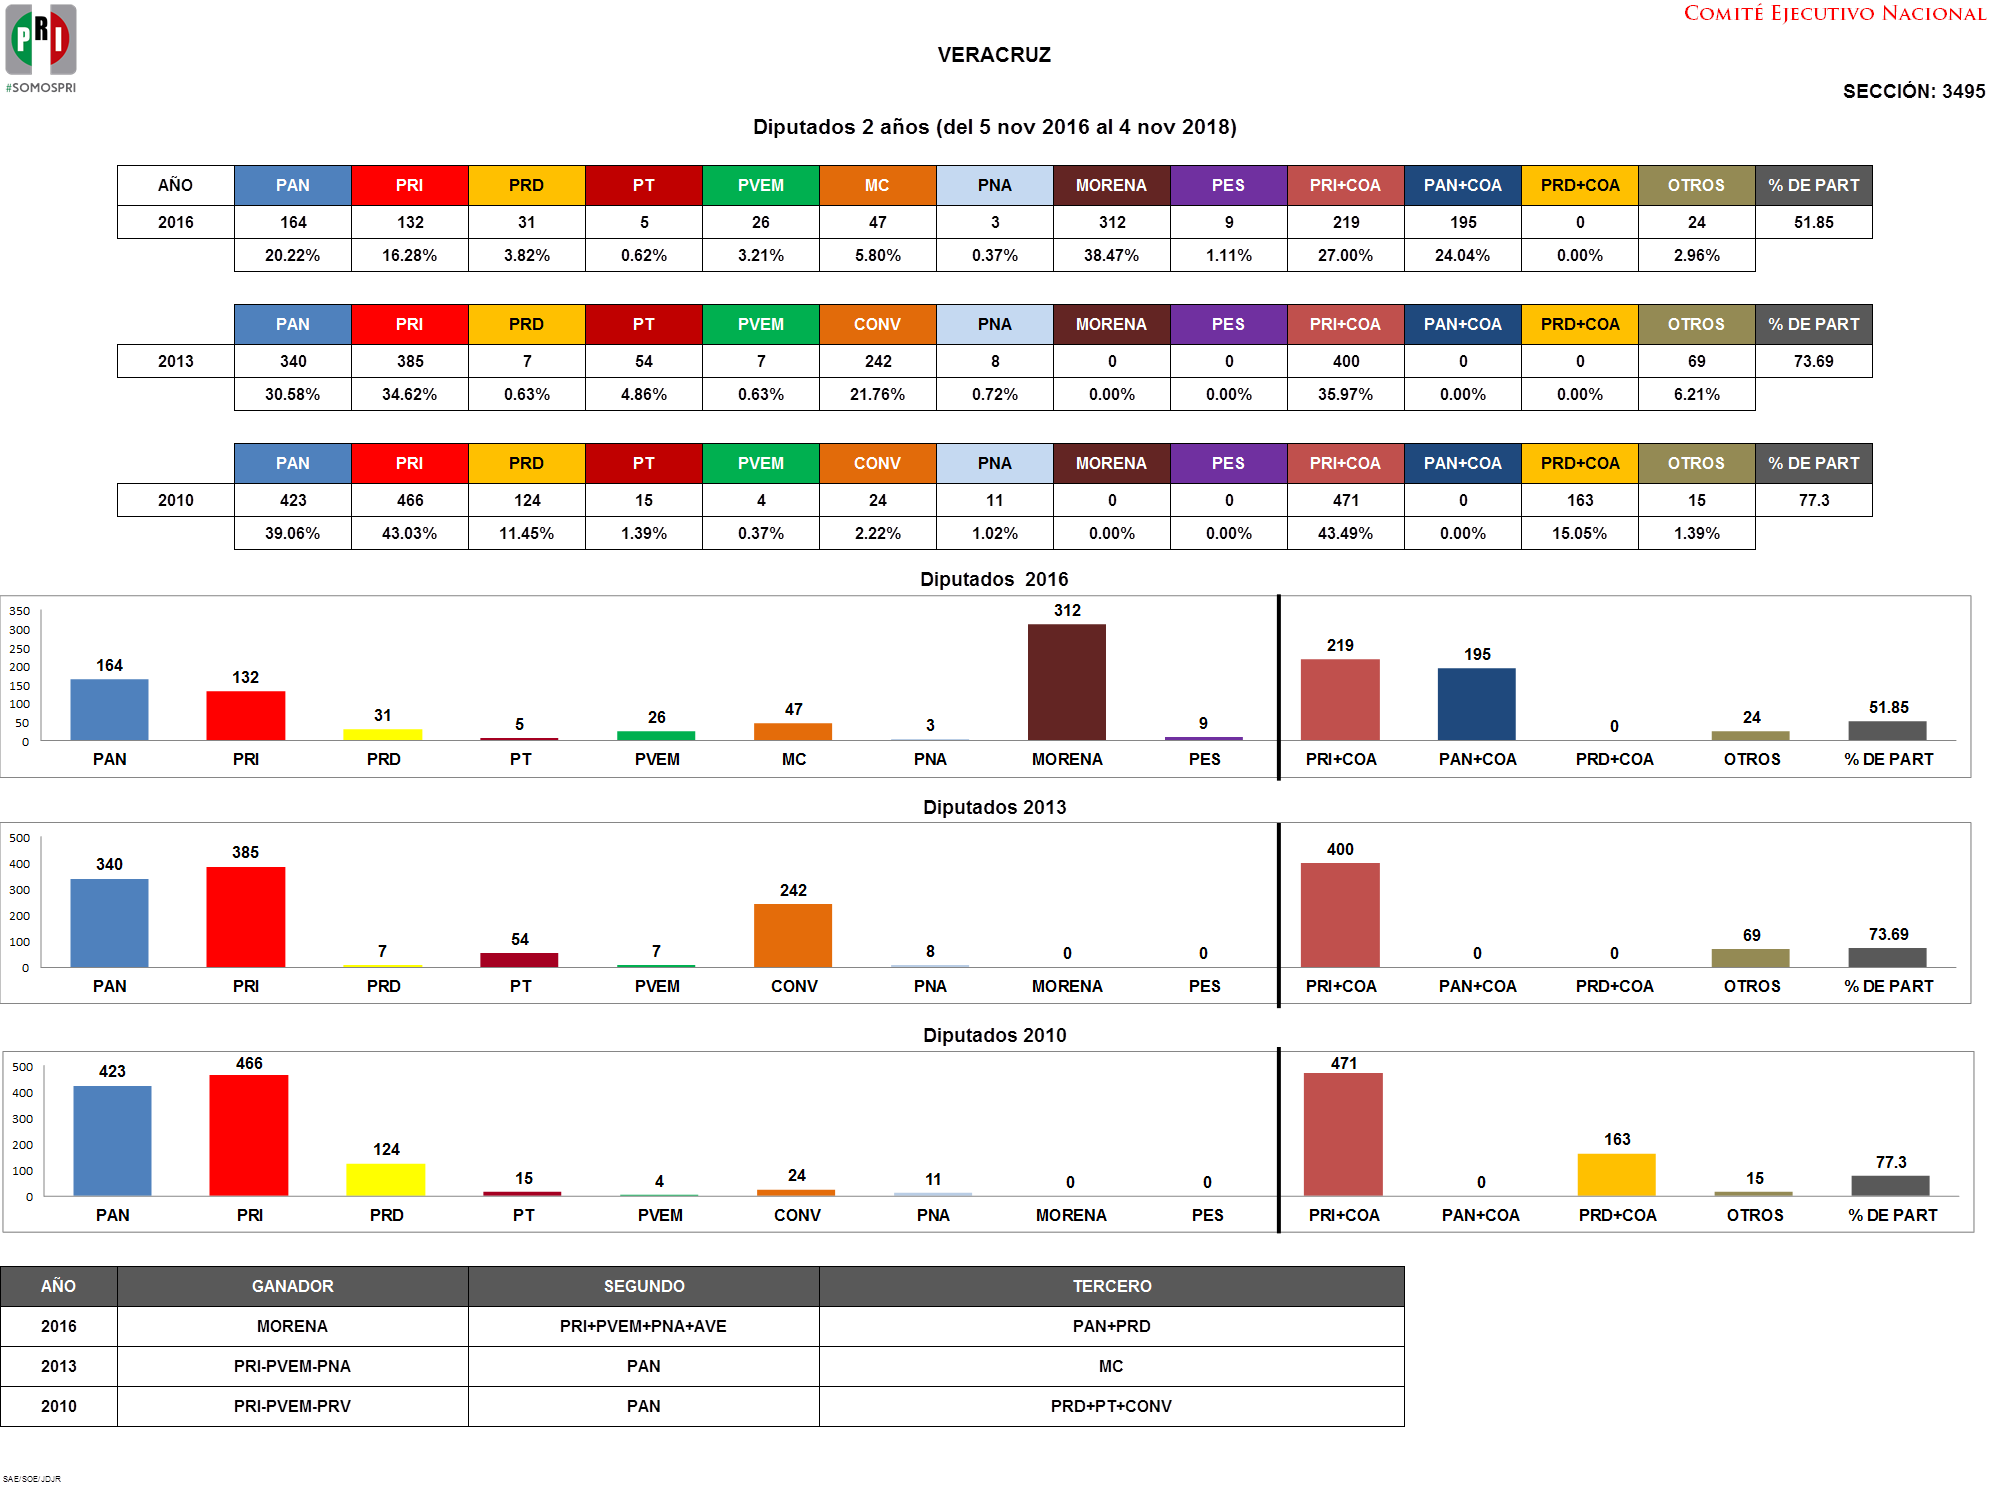 PRI
#SOMOSPRI
COMITÉ EJECUTIVO NACIONAL
VERACRUZ
SECCIÓN: 3495
Diputados 2 años (del 5 nov 2016 al 4 nov 2018)
AÑO PAN PRI PRD PT PVEM MC PNA MORENA PES PRI+COA PAN+COA PRD+COA OTROS % DE PART
2016 164 132 31 5 26 47 3 312 9 219 195 0 24 51.85
20.22% 16.28% 3.82% 0.62% 3.21% 5.80% 0.37% 38.47% 1.11% 27.00% 24.04% 0.00% 2.96%
PAN PRI PRD PT PVEM CONV PNA MORENA PES PRI+COA PAN+COA PRD+COA OTROS % DE PART
2013 340 385 7 54 7 242 8 0 0 400 0 0 69 73.69
30.58% 34.62% 0.63% 4.86% 0.63% 21.76% 0.72% 0.00% 0.00% 35.97% 0.00% 0.00% 6.21%
PAN PRI PRD PT PVEM CONV PNA MORENA PES PRI+COA PAN+COA PRD+COA OTROS % DE PART
2010 423 466 124 15 4 24 11 0 0 471 0 163 15 77.3
39.06% 43.03% 11.45% 1.39% 0.37% 2.22% 1.02% 0.00% 0.00% 43.49% 0.00% 15.05% 1.39%
Diputados 2016
350
300
250
200
150
100
50
0
164 132 31 5 26 47 3 312 9 219 195 0 24 51.85
PAN PRI PRD PT PVEM MC PNA MORENA PES PRI+COA PAN+COA PRD+COA OTROS % DE PART
Diputados 2013
500
400
300
200
100
0
340 385 7 54 7 242 8 0 0 400 0 0 69 73.69
PAN PRI PRD PT PVEM CONV PNA MORENA PES PRI+COA PAN+COA PRD+COA OTROS % DE PART
Diputados 2010
500
400
300
200
100
0
423 466 124 15 4 24 11 0 0 471 0 163 15 77.3
PAN PRI PRD PT PVEM CONV PNA MORENA PES PRI+COA PAN+COA PRD+COA OTROS % DE PART
AÑO GANADOR SEGUNDO TERCERO
2016 MORENA PRI+PVEM+PNA+AVE PAN+PRD
2013 PRI-PVEM-PNA PAN MC
2010 PRI-PVEM-PRV PAN PRD+PT+CONV
SAE/SOE/JDJR